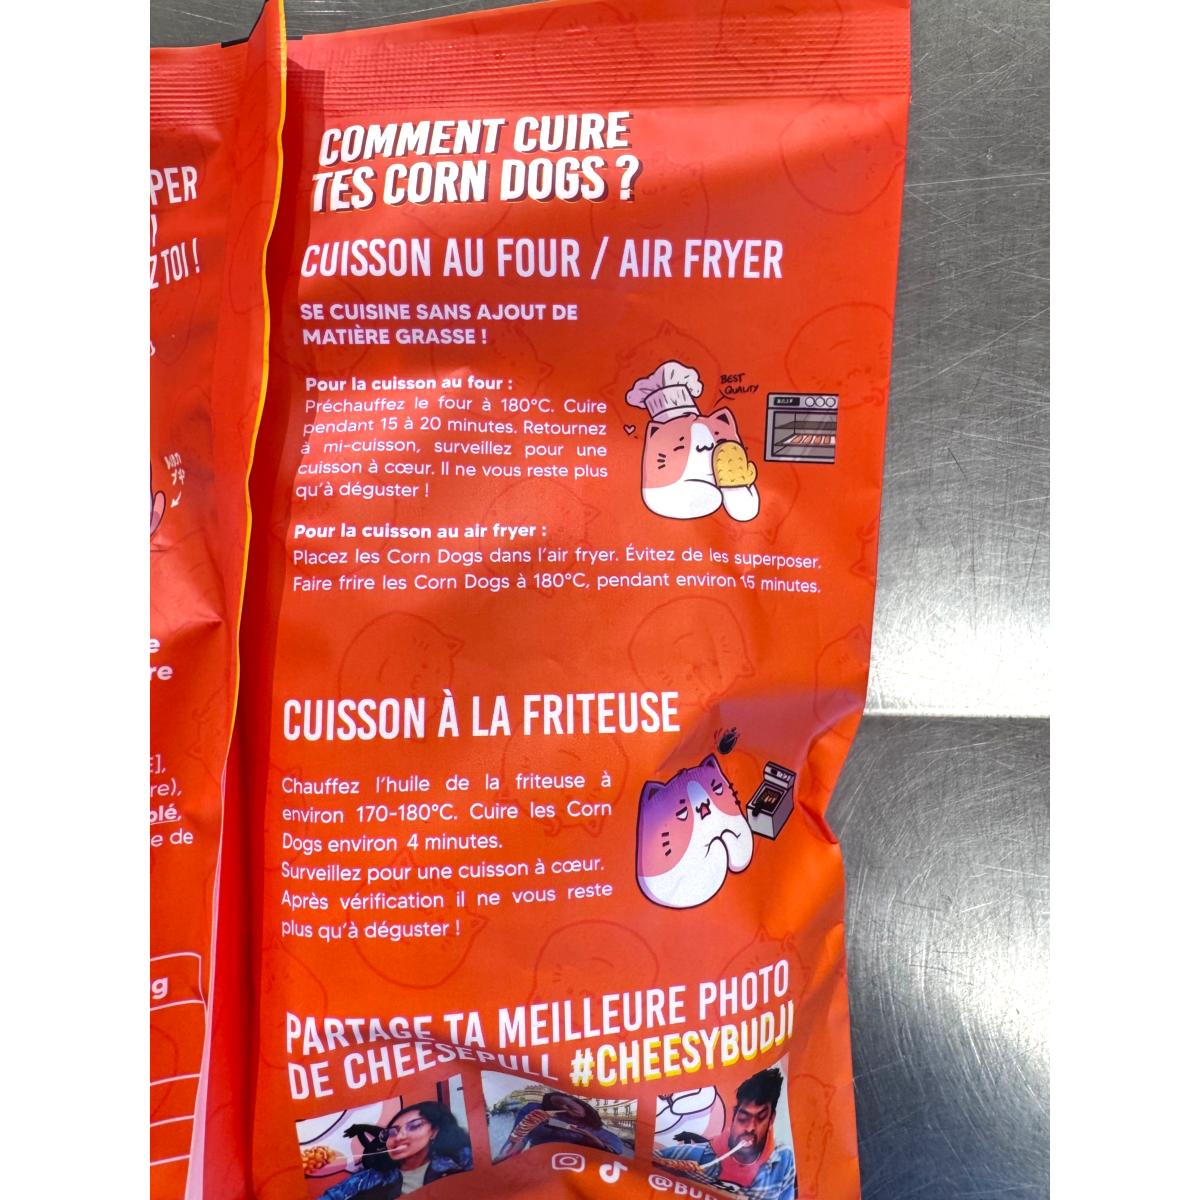 PER
Z TOI !
COMMENT CUIRE
TES CORN DOGS ?
CUISSON AU FOUR / AIR FRYER
SE CUISINE SANS AJOUT DE
MATIÈRE GRASSE !
Pour la cuisson au four :
Préchauffez le four à 180°C. Cuire
pendant 15 à 20 minutes. Retournez
à mi-cuisson, surveillez pour une
cuisson à cœur. Il ne vous reste plus
qu'à déguster !
BEST
QUALITY
Pour la cuisson au air fryer :
Placez les Corn Dogs dans l'air fryer. Évitez de les superposer.
Faire frire les Corn Dogs à 180°C, pendant environ 15 minutes.
e
re
CUISSON À LA FRITEUSE
E],
re),
olé,
e de
Chauffez l'huile de la friteuse à
environ 170-180°C. Cuire les Corn
Dogs environ 4 minutes.
Surveillez pour une cuisson à cœur.
Après vérification il ne vous reste
plus qu'à déguster !
g
PARTAGE TA MEILLEURE PHOTO
DE CHEESEPULL #CHEESYBUDJI